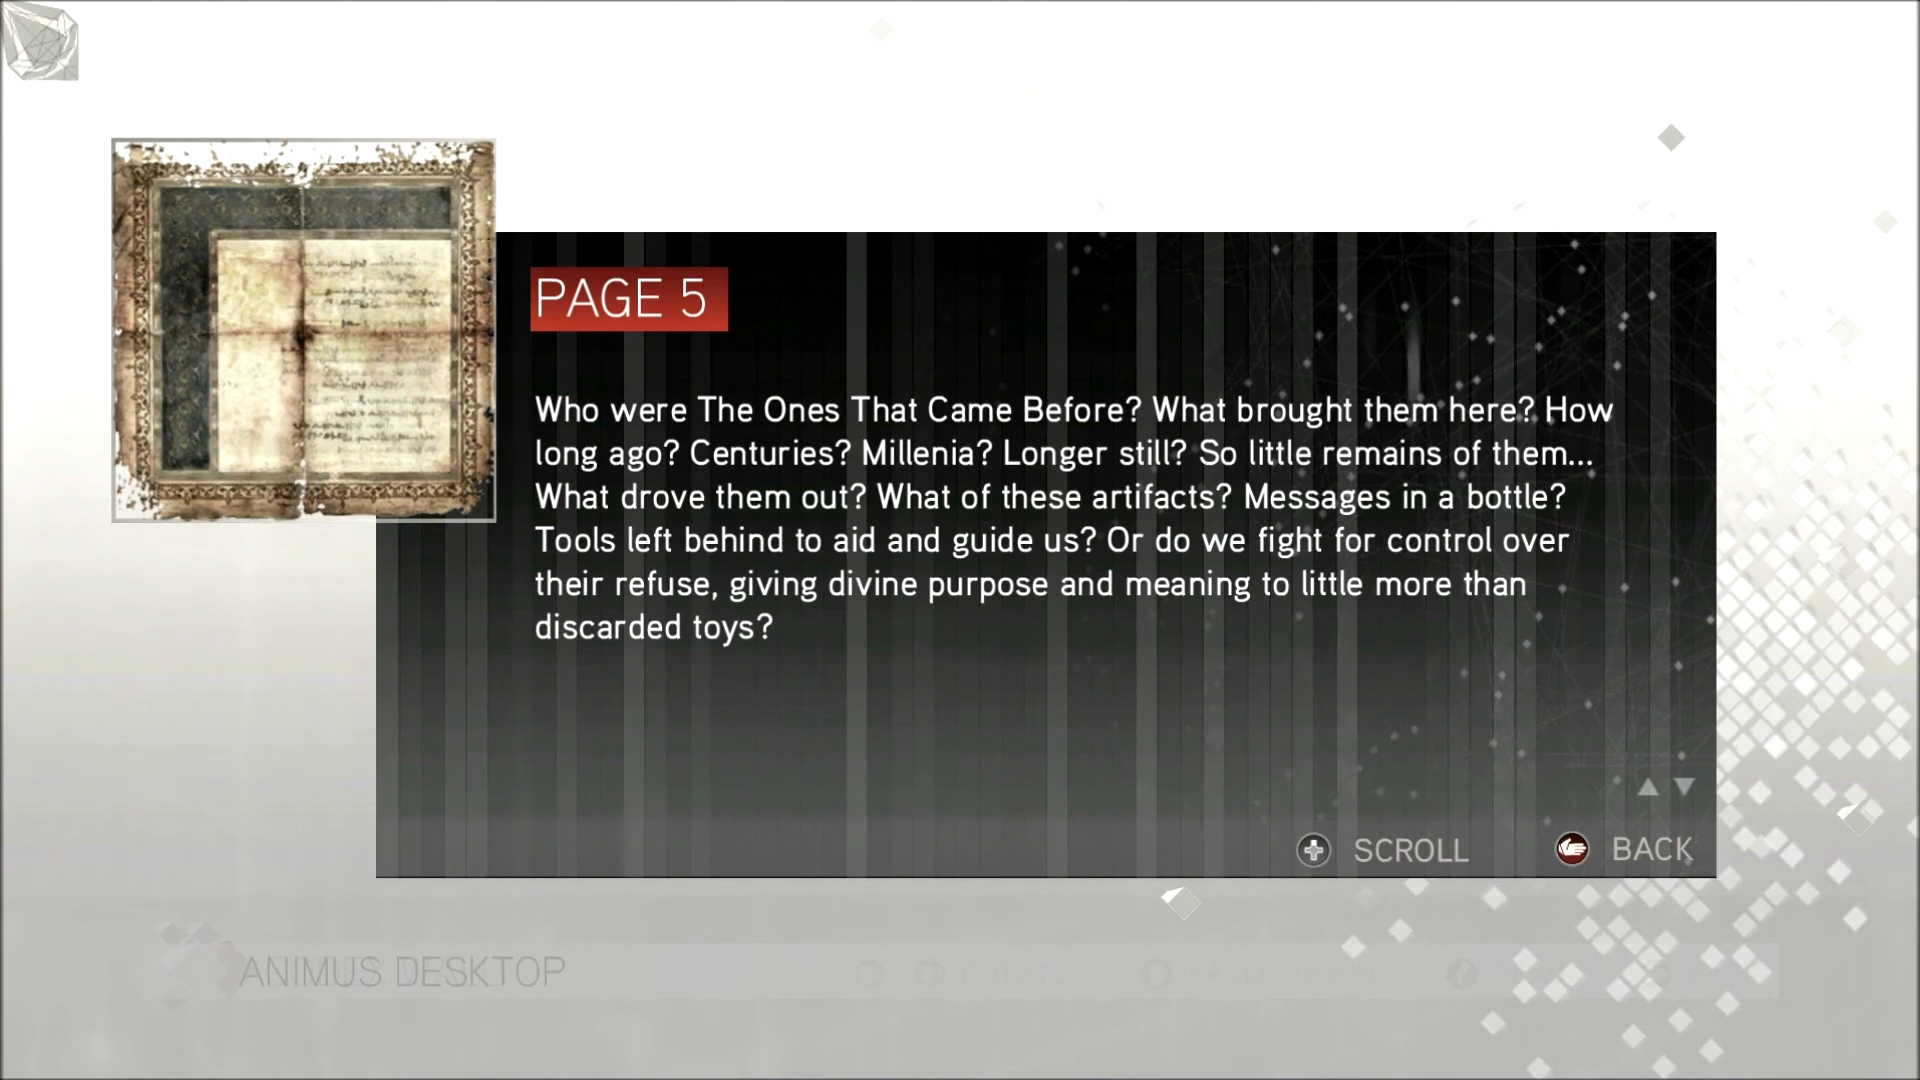 PAGE 5
Who were The Ones That Came Before? What brought them here? How
long ago? Centuries? Millenia? Longer still? So little remains of them...
What drove them out? What of these artifacts? Messages in a bottle?
Tools left behind to aid and guide us? Or do we fight for control over
their refuse, giving divine purpose and meaning to little more than
discarded toys?
SCROLL
BACK
ANIMUS DESKTOP
ROTATE